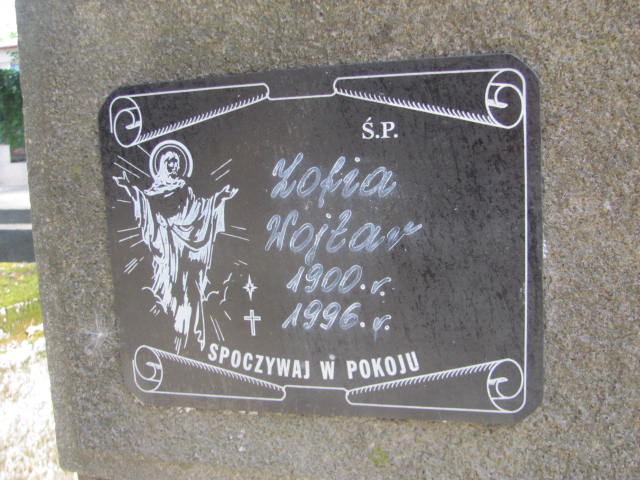 Ś.P.
Zofia
Wojtar
1900.r.
1996.r.
SPOCZYWAJ W POKOJU